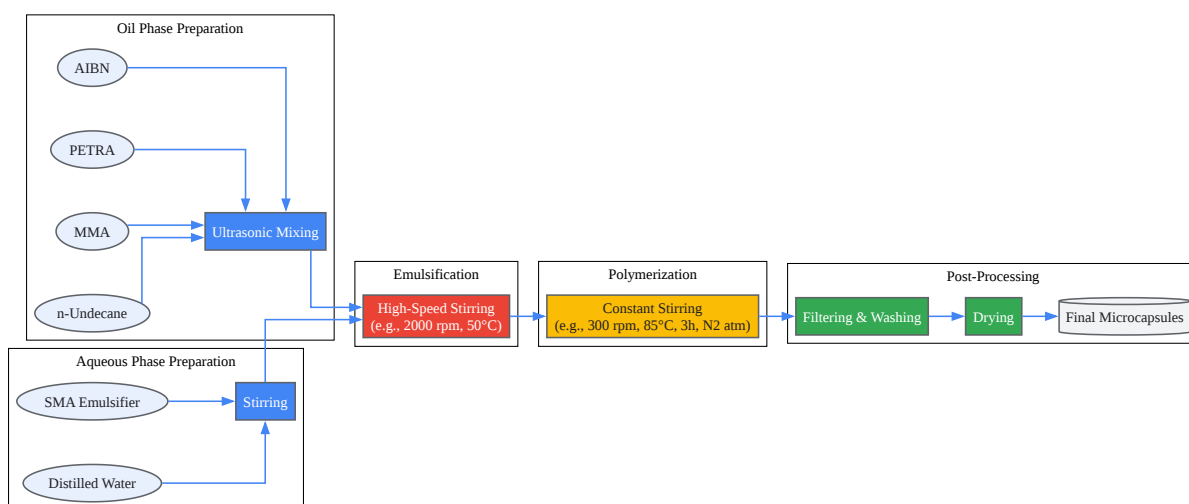 Oil Phase Preparation
AIBN
PETRA
MMA
Ultrasonic Mixing
n-Undecane
Aqueous Phase Preparation
SMA Emulsifier
Stirring
Distilled Water
Emulsification
High-Speed Stirring
(e.g., 2000 rpm, 50°C)
Polymerization
Constant Stirring
(e.g., 300 rpm, 85°C, 3h, N2 atm)
Post-Processing
Filtering & Washing
Drying
Final Microcapsules